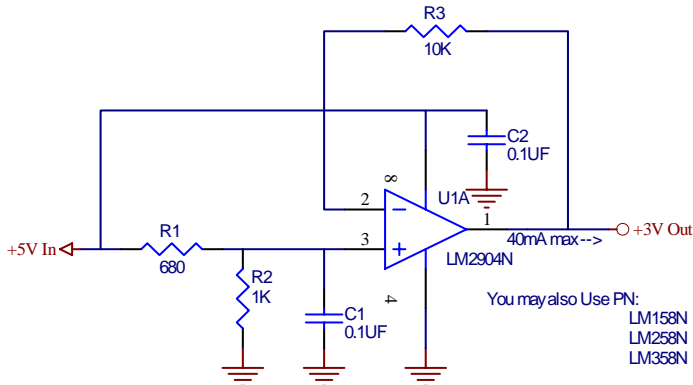 R3
10K
C2
0.1UF
8
2
U1A
1
R1
+5V In
3
40mA max-->
+3V Out
680
LM2904N
R2
1K
4
C1
0.1UF
You may also Use PN:
LM158N
LM258N
LM358N